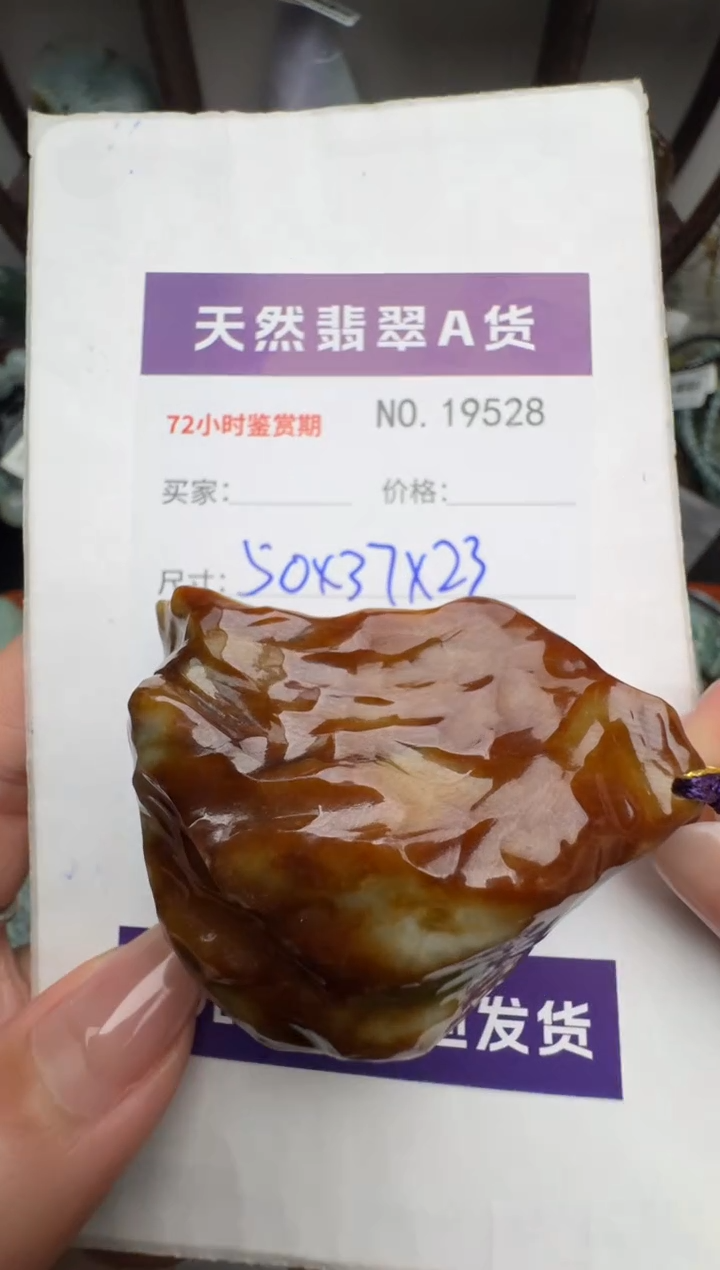 天然翡翠A货
72小时鉴赏期 NO.19528
买家: 价格:
尺寸: 50x37x23
发货